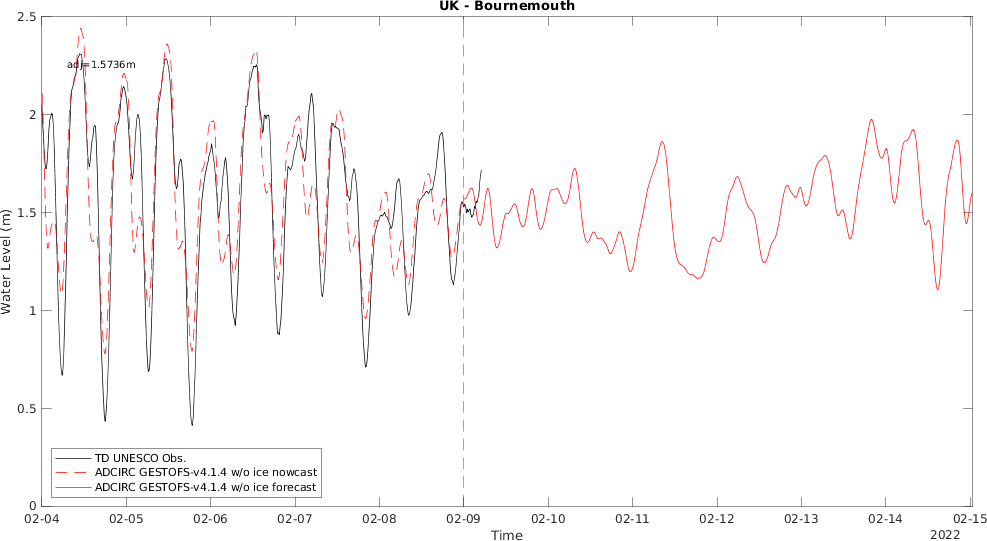 UK - Bournemouth
2.5
2
1.5
1
0.5
0
Water Level (m)
adj=1.5736m
TD UNESCO Obs.
ADCIRC GESTOFS-v4.1.4 w/o ice nowcast
ADCIRC GESTOFS-v4.1.4 w/o ice forecast
02-04 02-05 02-06 02-07 02-08 02-09 02-10 02-11 02-12 02-13 02-14 02-15
Time
2022